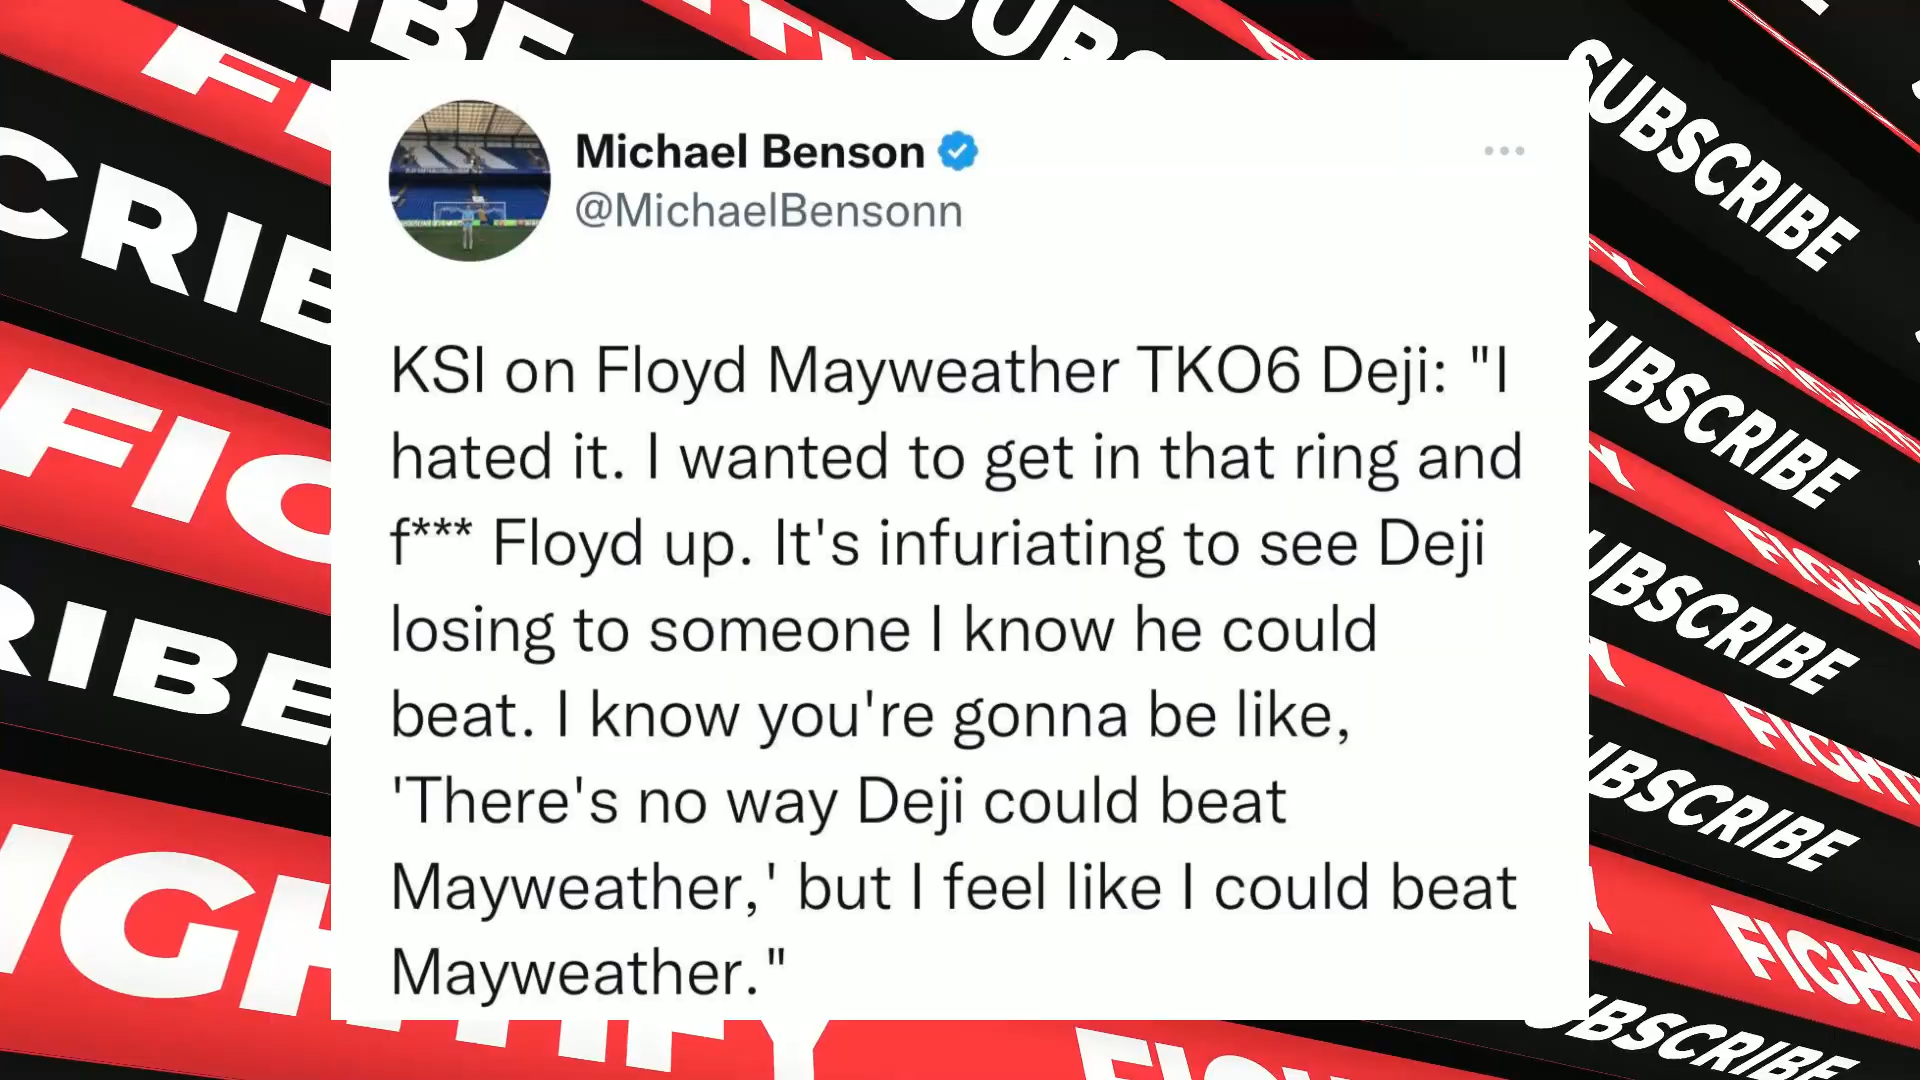 Michael Benson
@MichaelBensonn
KSI on Floyd Mayweather TKO6 Deji: "I
hated it. I wanted to get in that ring and
f*** Floyd up. It's infuriating to see Deji
losing to someone I know he could
beat. I know you're gonna be like,
'There's no way Deji could beat
Mayweather,' but I feel like I could beat
Mayweather."
SUBSCRIBE
SUBSCRIBE
SUBSCRIBE
SUBSCRIBE